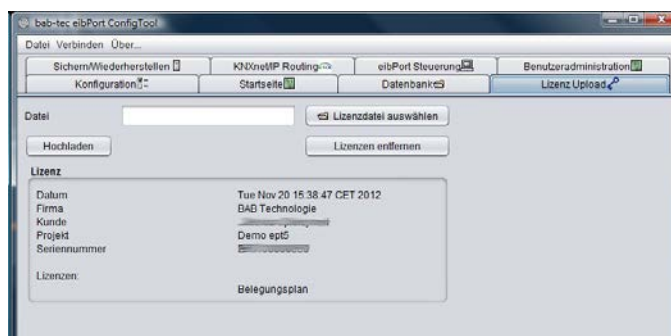 bab-tec eibPort ConfigTool
Datei Verbinden Über...
Sichern/Wiederherstellen KNXnet/IP Routing eibPort Steuerung Benutzeradministration
Konfiguration Startseite Datenbank Lizenz Upload
Datei Lizenzdatei auswählen
Hochladen Lizenzen entfernen
Lizenz
Datum Tue Nov 20 15:38:47 CET 2012
Firma BAB Technologie
Kunde
Projekt Demo ept5
Seriennummer
Lizenzen:
Belegungsplan